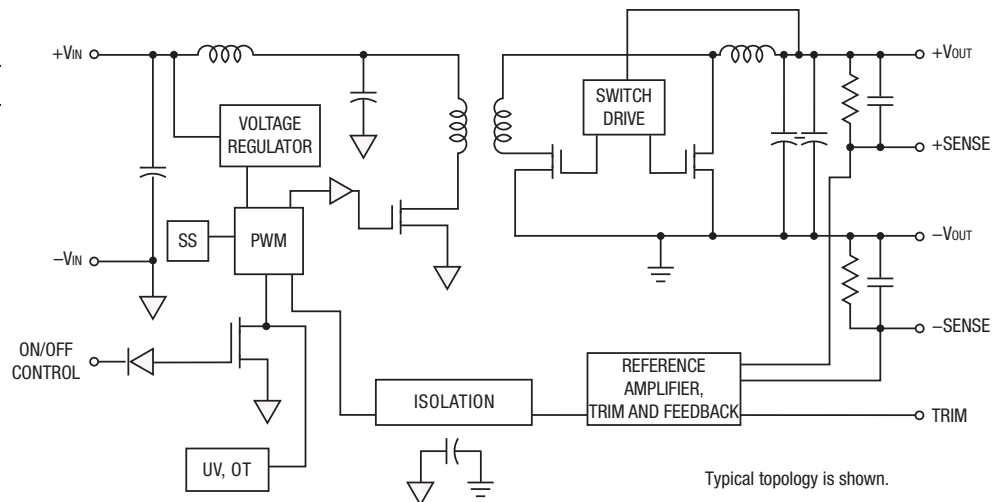 +VIN
VOLTAGE
REGULATOR
SS
PWM
−VIN
ON/OFF
CONTROL
UV, OT
SWITCH
DRIVE
ISOLATION
REFERENCE
AMPLIFIER,
TRIM AND FEEDBACK
+VOUT
+SENSE
−VOUT
−SENSE
TRIM
Typical topology is shown.